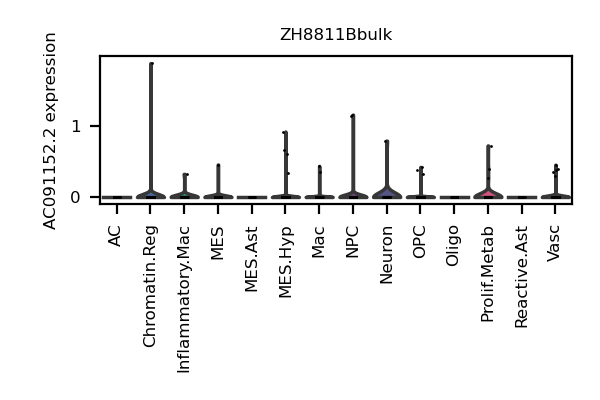 ZH8811Bbulk
AC091152.2 expression
1
0
AC
Chromatin.Reg
Inflammatory.Mac
MES
MES.Ast
MES.Hyp
Mac
NPC
Neuron
OPC
Oligo
Prolif.Metab
Reactive.Ast
Vasc